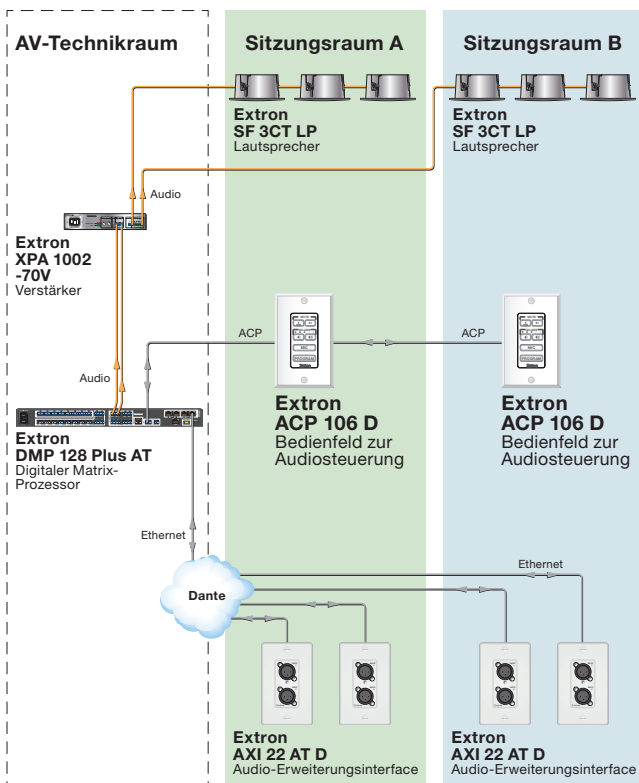 AV-Technikraum
Sitzungsraum A
Sitzungsraum B
Extron
SF 3CT LP
Lautsprecher
Extron
SF 3CT LP
Lautsprecher
Audio
Extron
XPA 1002
-70V
Verstärker
ACP
ACP
Audio
Extron
ACP 106 D
Bedienfeld zur
Audiosteuerung
Extron
ACP 106 D
Bedienfeld zur
Audiosteuerung
Extron
DMP 128 Plus AT
Digitaler Matrix-
Prozessor
Ethernet
Ethernet
Dante
Extron
AXI 22 AT D
Audio-Erweiterungsinterface
Extron
AXI 22 AT D
Audio-Erweiterungsinterface